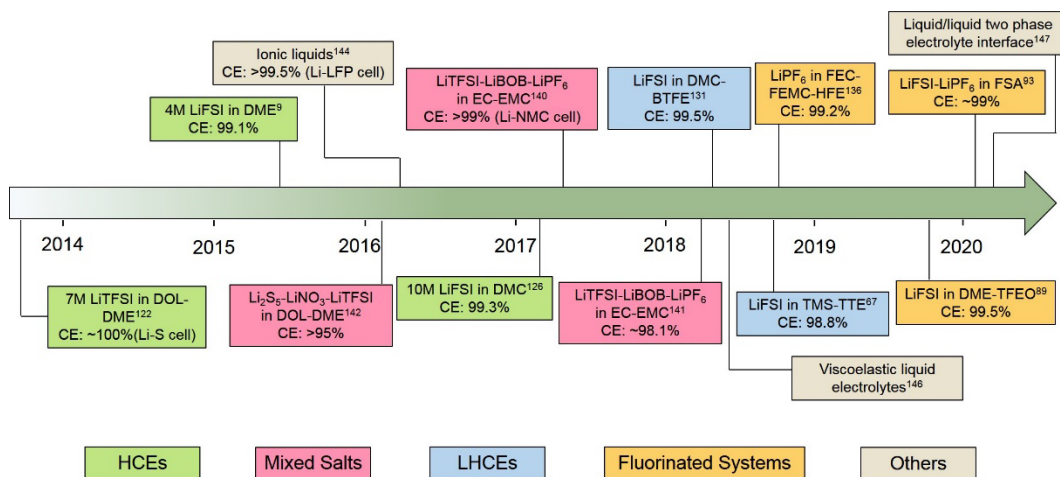 Ionic liquids¹⁴⁴
CE: >99.5% (Li-LFP cell)
4M LiFSI in DME⁹
CE: 99.1%
LiTFSI-LiBOB-LiPF₆
in EC-EMC¹⁴⁰
CE: >99% (Li-NMC cell)
LiFSI in DMC-
BTFE¹³¹
CE: 99.5%
LiPF₆ in FEC-
FEMC-HFE¹³⁶
CE: 99.2%
Liquid/liquid two phase
electrolyte interface¹⁴⁷
LiFSI-LiPF₆ in FSA⁹³
CE: ~99%
2014
2015
2016
2017
2018
2019
2020
7M LiTFSI in DOL-
DME¹²²
CE: ~100%(Li-S cell)
Li₂S₅-LiNO₃-LiTFSI
in DOL-DME¹⁴²
CE: >95%
10M LiFSI in DMC¹²⁶
CE: 99.3%
LiTFSI-LiBOB-LiPF₆
in EC-EMC¹⁴¹
CE: ~98.1%
LiFSI in TMS-TTE⁶⁷
CE: 98.8%
LiFSI in DME-TFEO⁸⁹
CE: 99.5%
Viscoelastic liquid
electrolytes¹⁴⁶
HCEs
Mixed Salts
LHCEs
Fluorinated Systems
Others